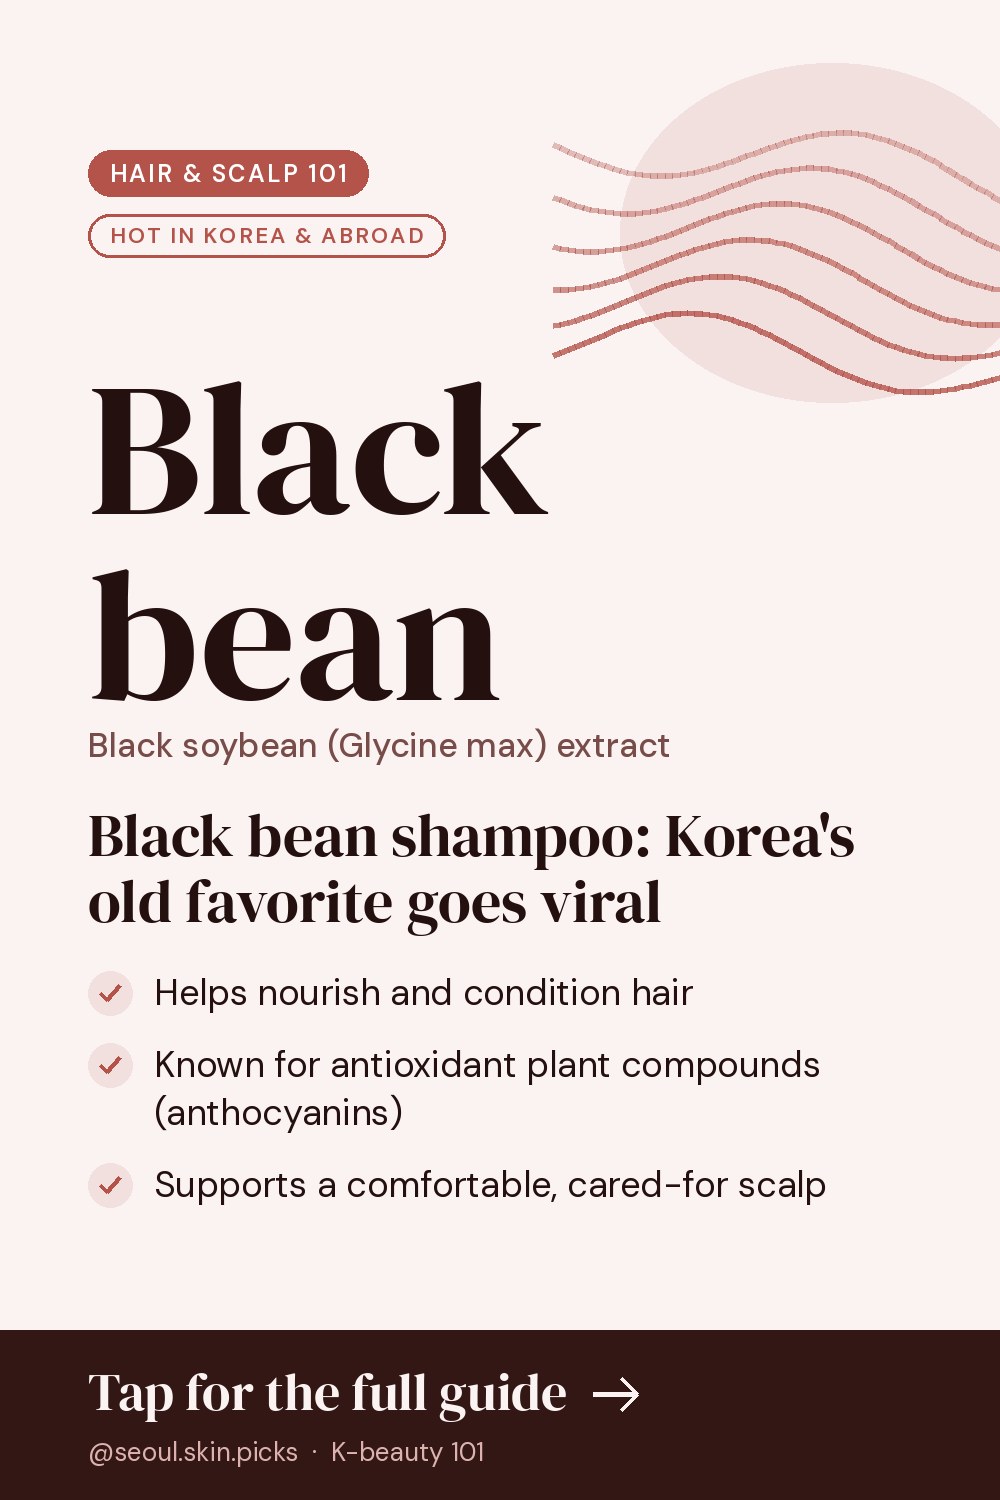 HAIR & SCALP 101
HOT IN KOREA & ABROAD
Black
bean
Black soybean (Glycine max) extract
Black bean shampoo: Korea's
old favorite goes viral
Helps nourish and condition hair
Known for antioxidant plant compounds
(anthocyanins)
Supports a comfortable, cared-for scalp
Tap for the full guide →
@seoul.skin.picks · K-beauty 101